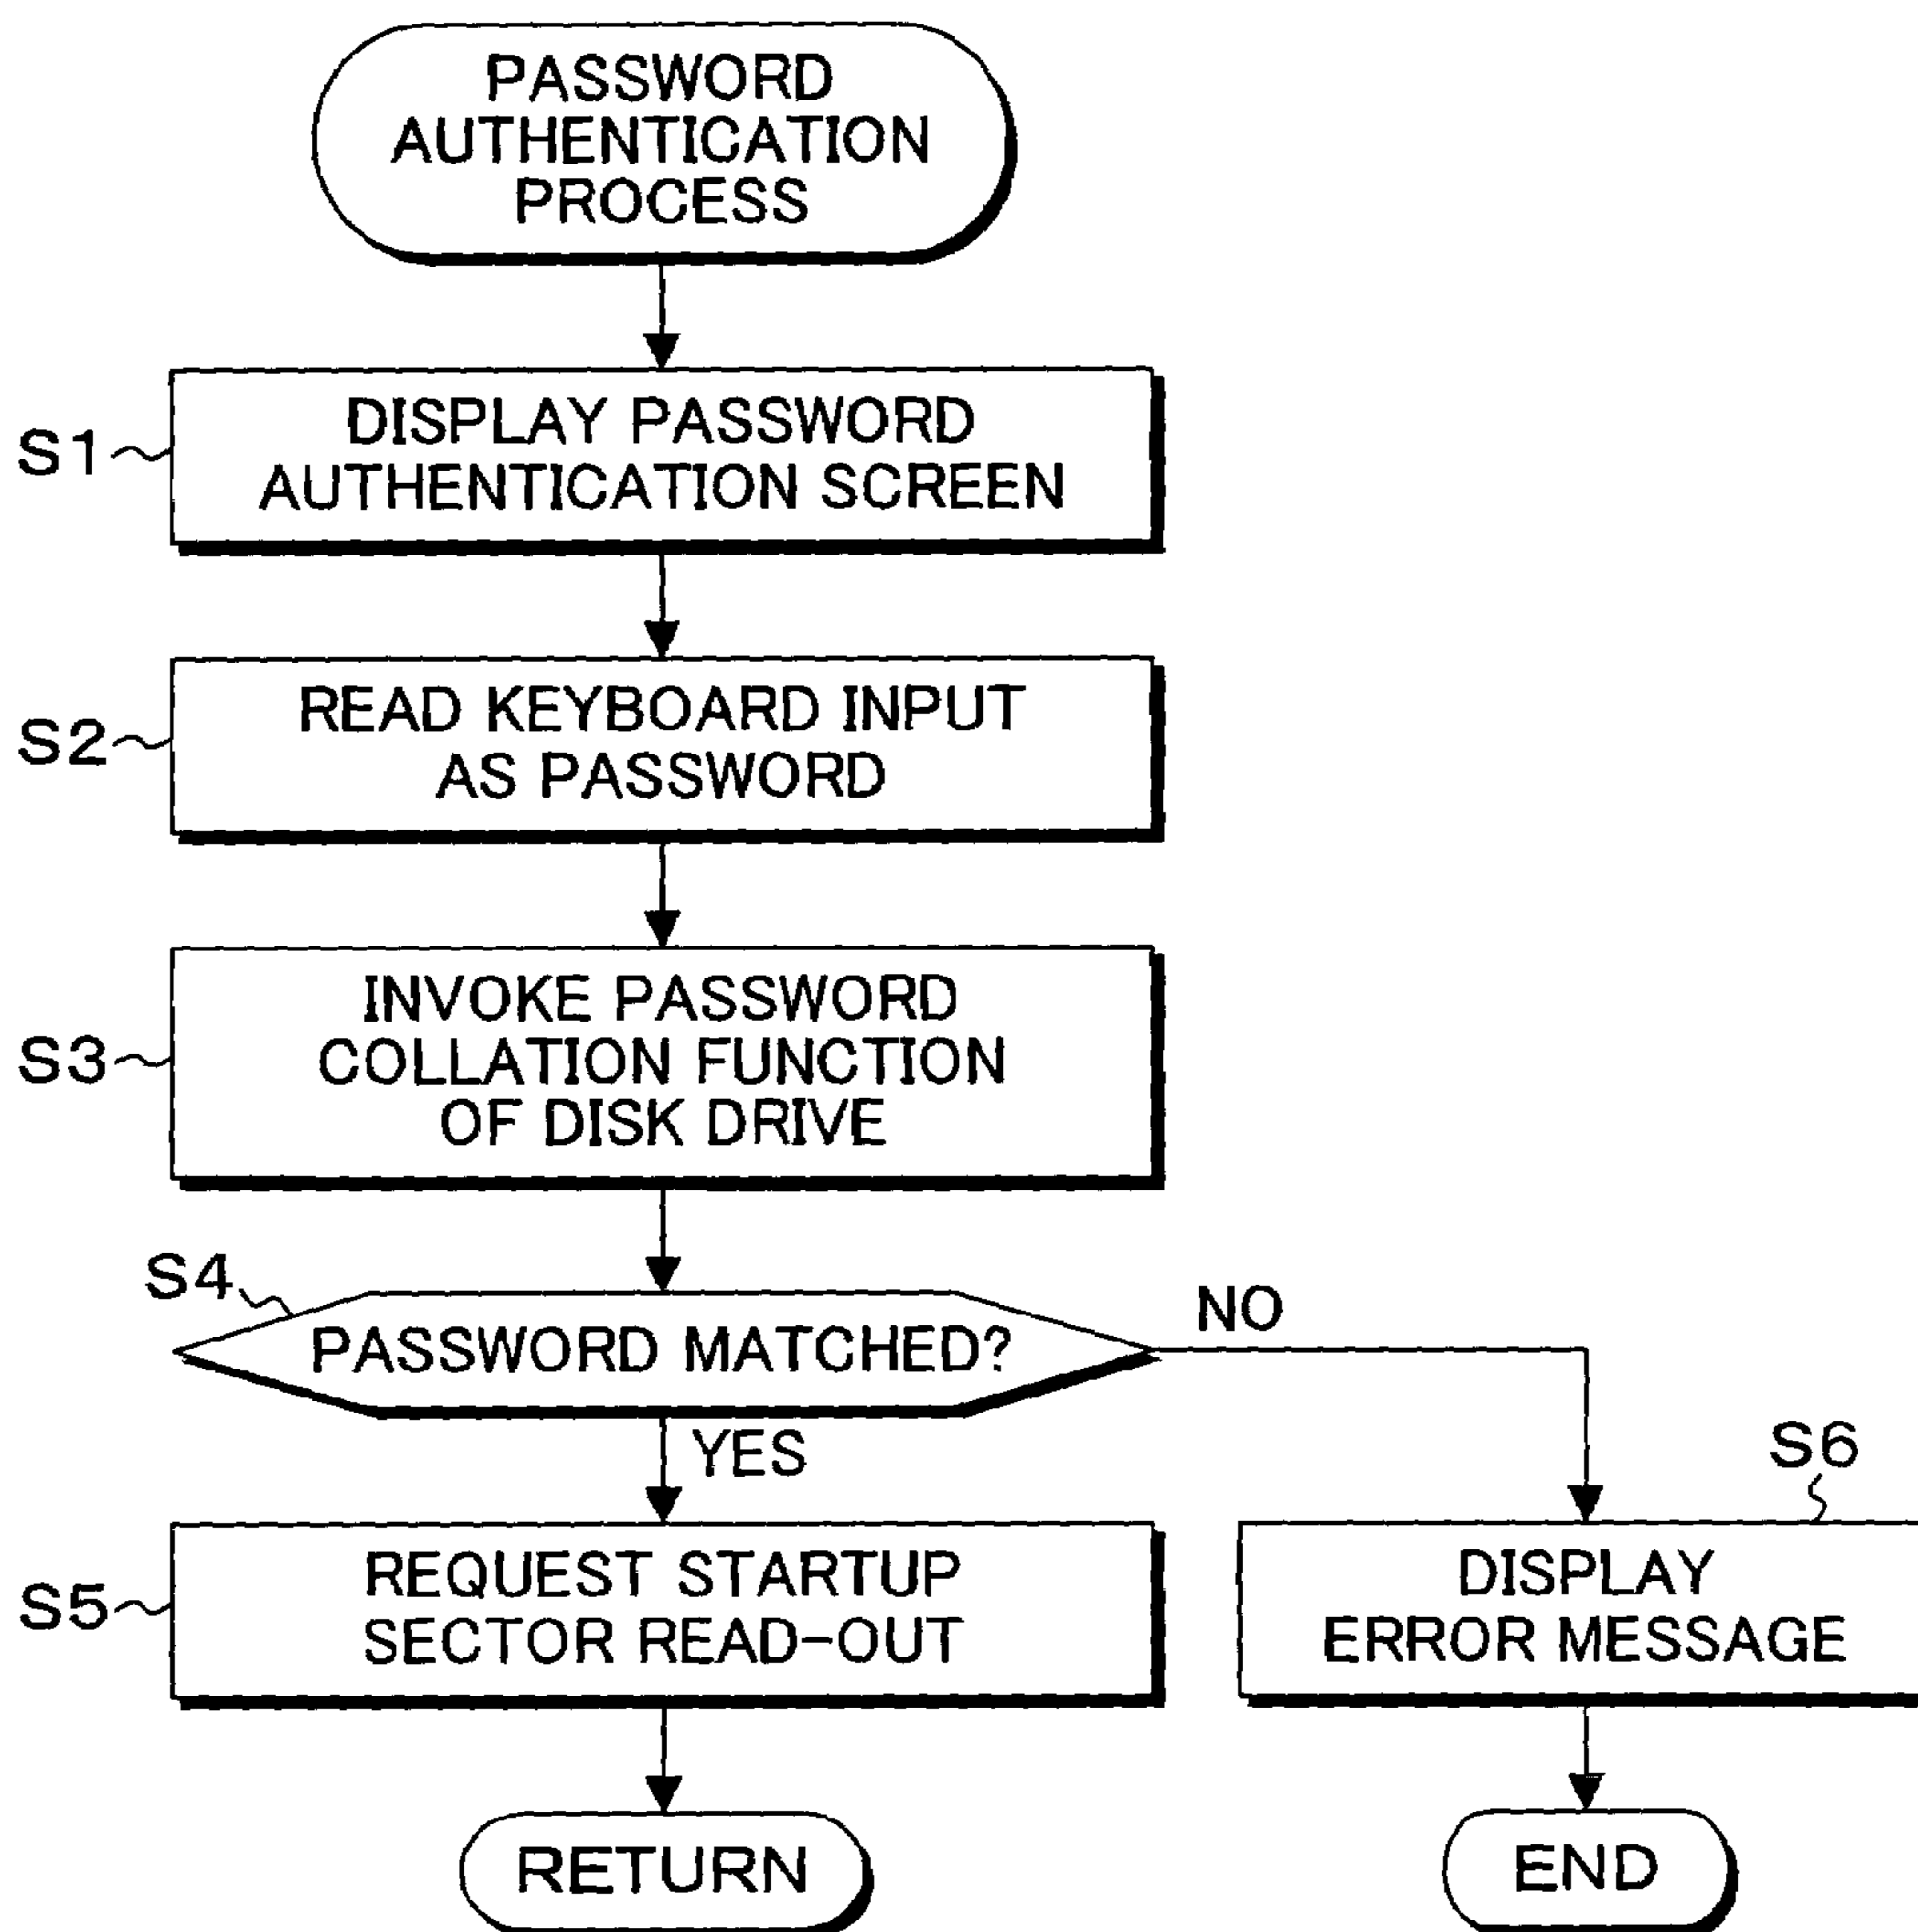 PASSWORD
AUTHENTICATION
PROCESS
S1
DISPLAY PASSWORD
AUTHENTICATION SCREEN
S2
READ KEYBOARD INPUT
AS PASSWORD
S3
INVOKE PASSWORD
COLLATION FUNCTION
OF DISK DRIVE
S4
PASSWORD MATCHED?
NO
YES
S5
REQUEST STARTUP
SECTOR READ-OUT
S6
DISPLAY
ERROR MESSAGE
RETURN
END